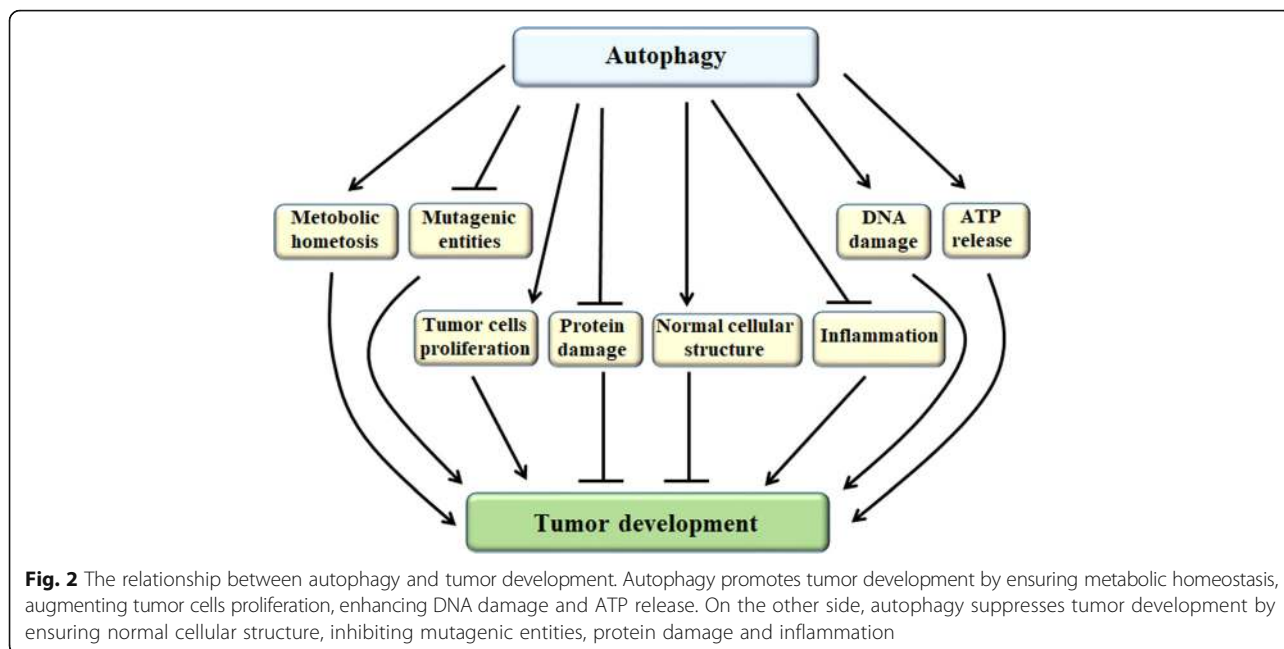 Autophagy
Metobolic
hometosis
Mutagenic
entities
DNA
damage
ATP
release
Tumor cells
proliferation
Protein
damage
Normal cellular
structure
Inflammation
Tumor development
Fig. 2 The relationship between autophagy and tumor development. Autophagy promotes tumor development by ensuring metabolic homeostasis,
augmenting tumor cells proliferation, enhancing DNA damage and ATP release. On the other side, autophagy suppresses tumor development by
ensuring normal cellular structure, inhibiting mutagenic entities, protein damage and inflammation